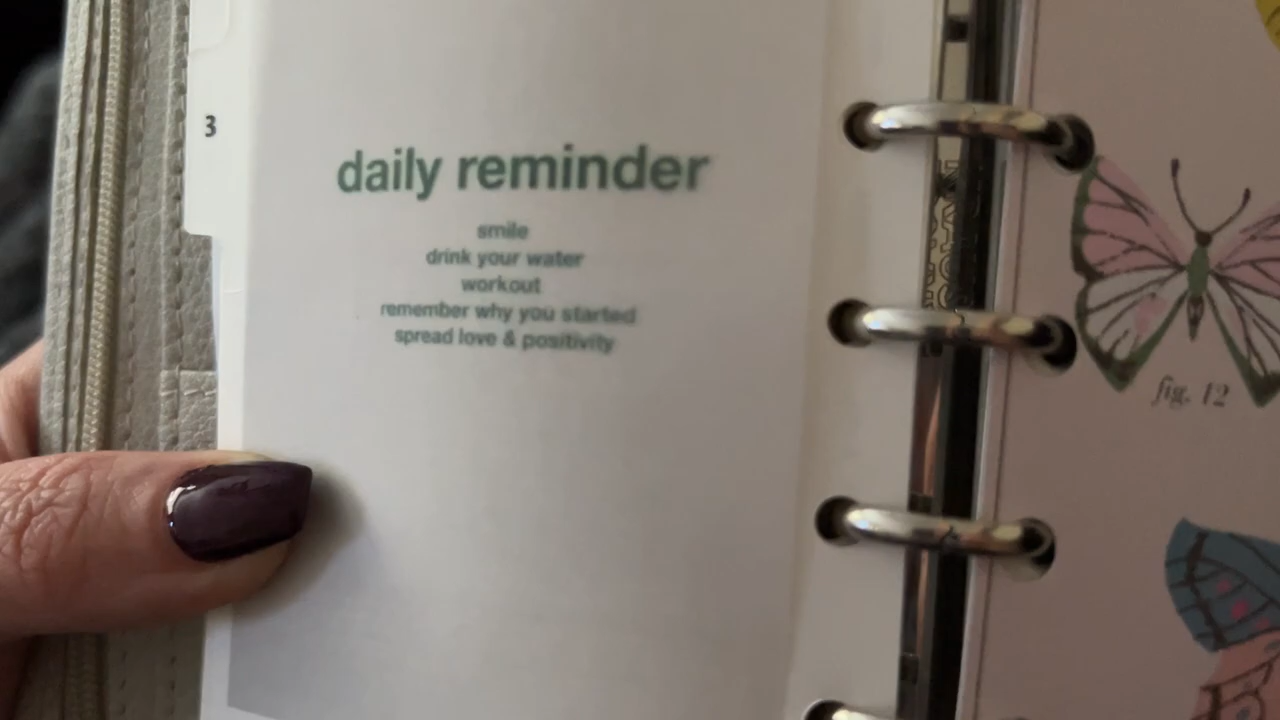 3
daily reminder
smile
drink your water
workout
remember why you started
spread love & positivity
fig. 12